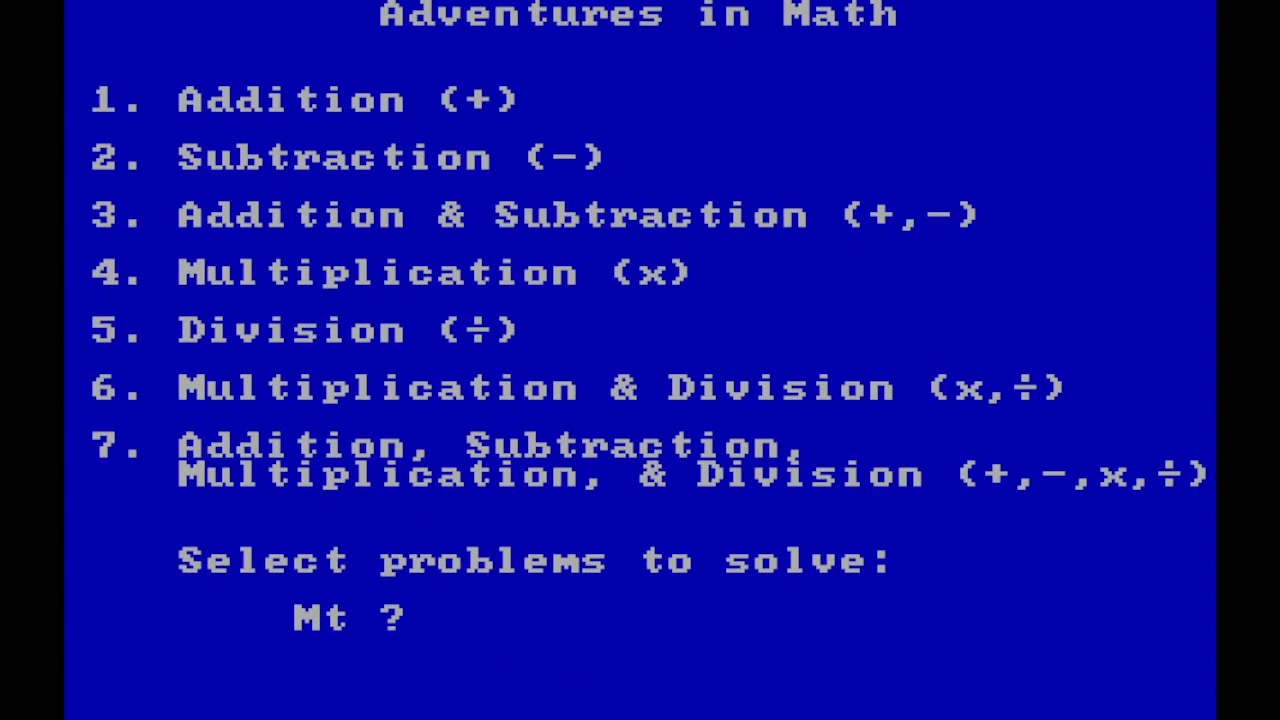 Adventures in Math
1. Addition (+)
2. Subtraction (-)
3. Addition & Subtraction (+,-)
4. Multiplication (x)
5. Division (÷)
6. Multiplication & Division (x,÷)
7. Addition, Subtraction,
Multiplication, & Division (+,-,x,÷)
Select problems to solve:
Mt ?